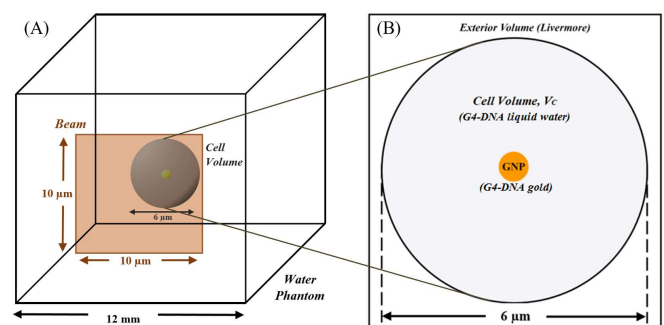 (A)
Beam
Cell
Volume
10 µm
6 µm
10 µm
Water
Phantom
12 mm
(B)
Exterior Volume (Livermore)
Cell Volume, VC
(G4-DNA liquid water)
GNP
(G4-DNA gold)
6 µm